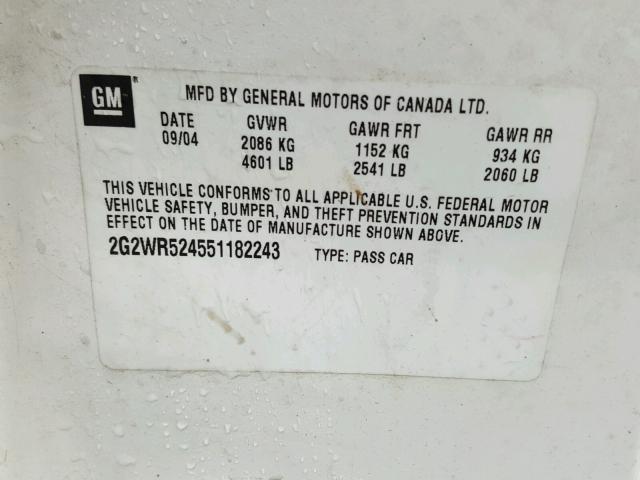 GM
MFD BY GENERAL MOTORS OF CANADA LTD.
DATE GVWR GAWR FRT GAWR RR
09/04 2086 KG 1152 KG 934 KG
4601 LB 2541 LB 2060 LB
THIS VEHICLE CONFORMS TO ALL APPLICABLE U.S. FEDERAL MOTOR
VEHICLE SAFETY, BUMPER, AND THEFT PREVENTION STANDARDS IN
EFFECT ON THE DATE OF MANUFACTURE SHOWN ABOVE.
2G2WR524551182243 TYPE: PASS CAR